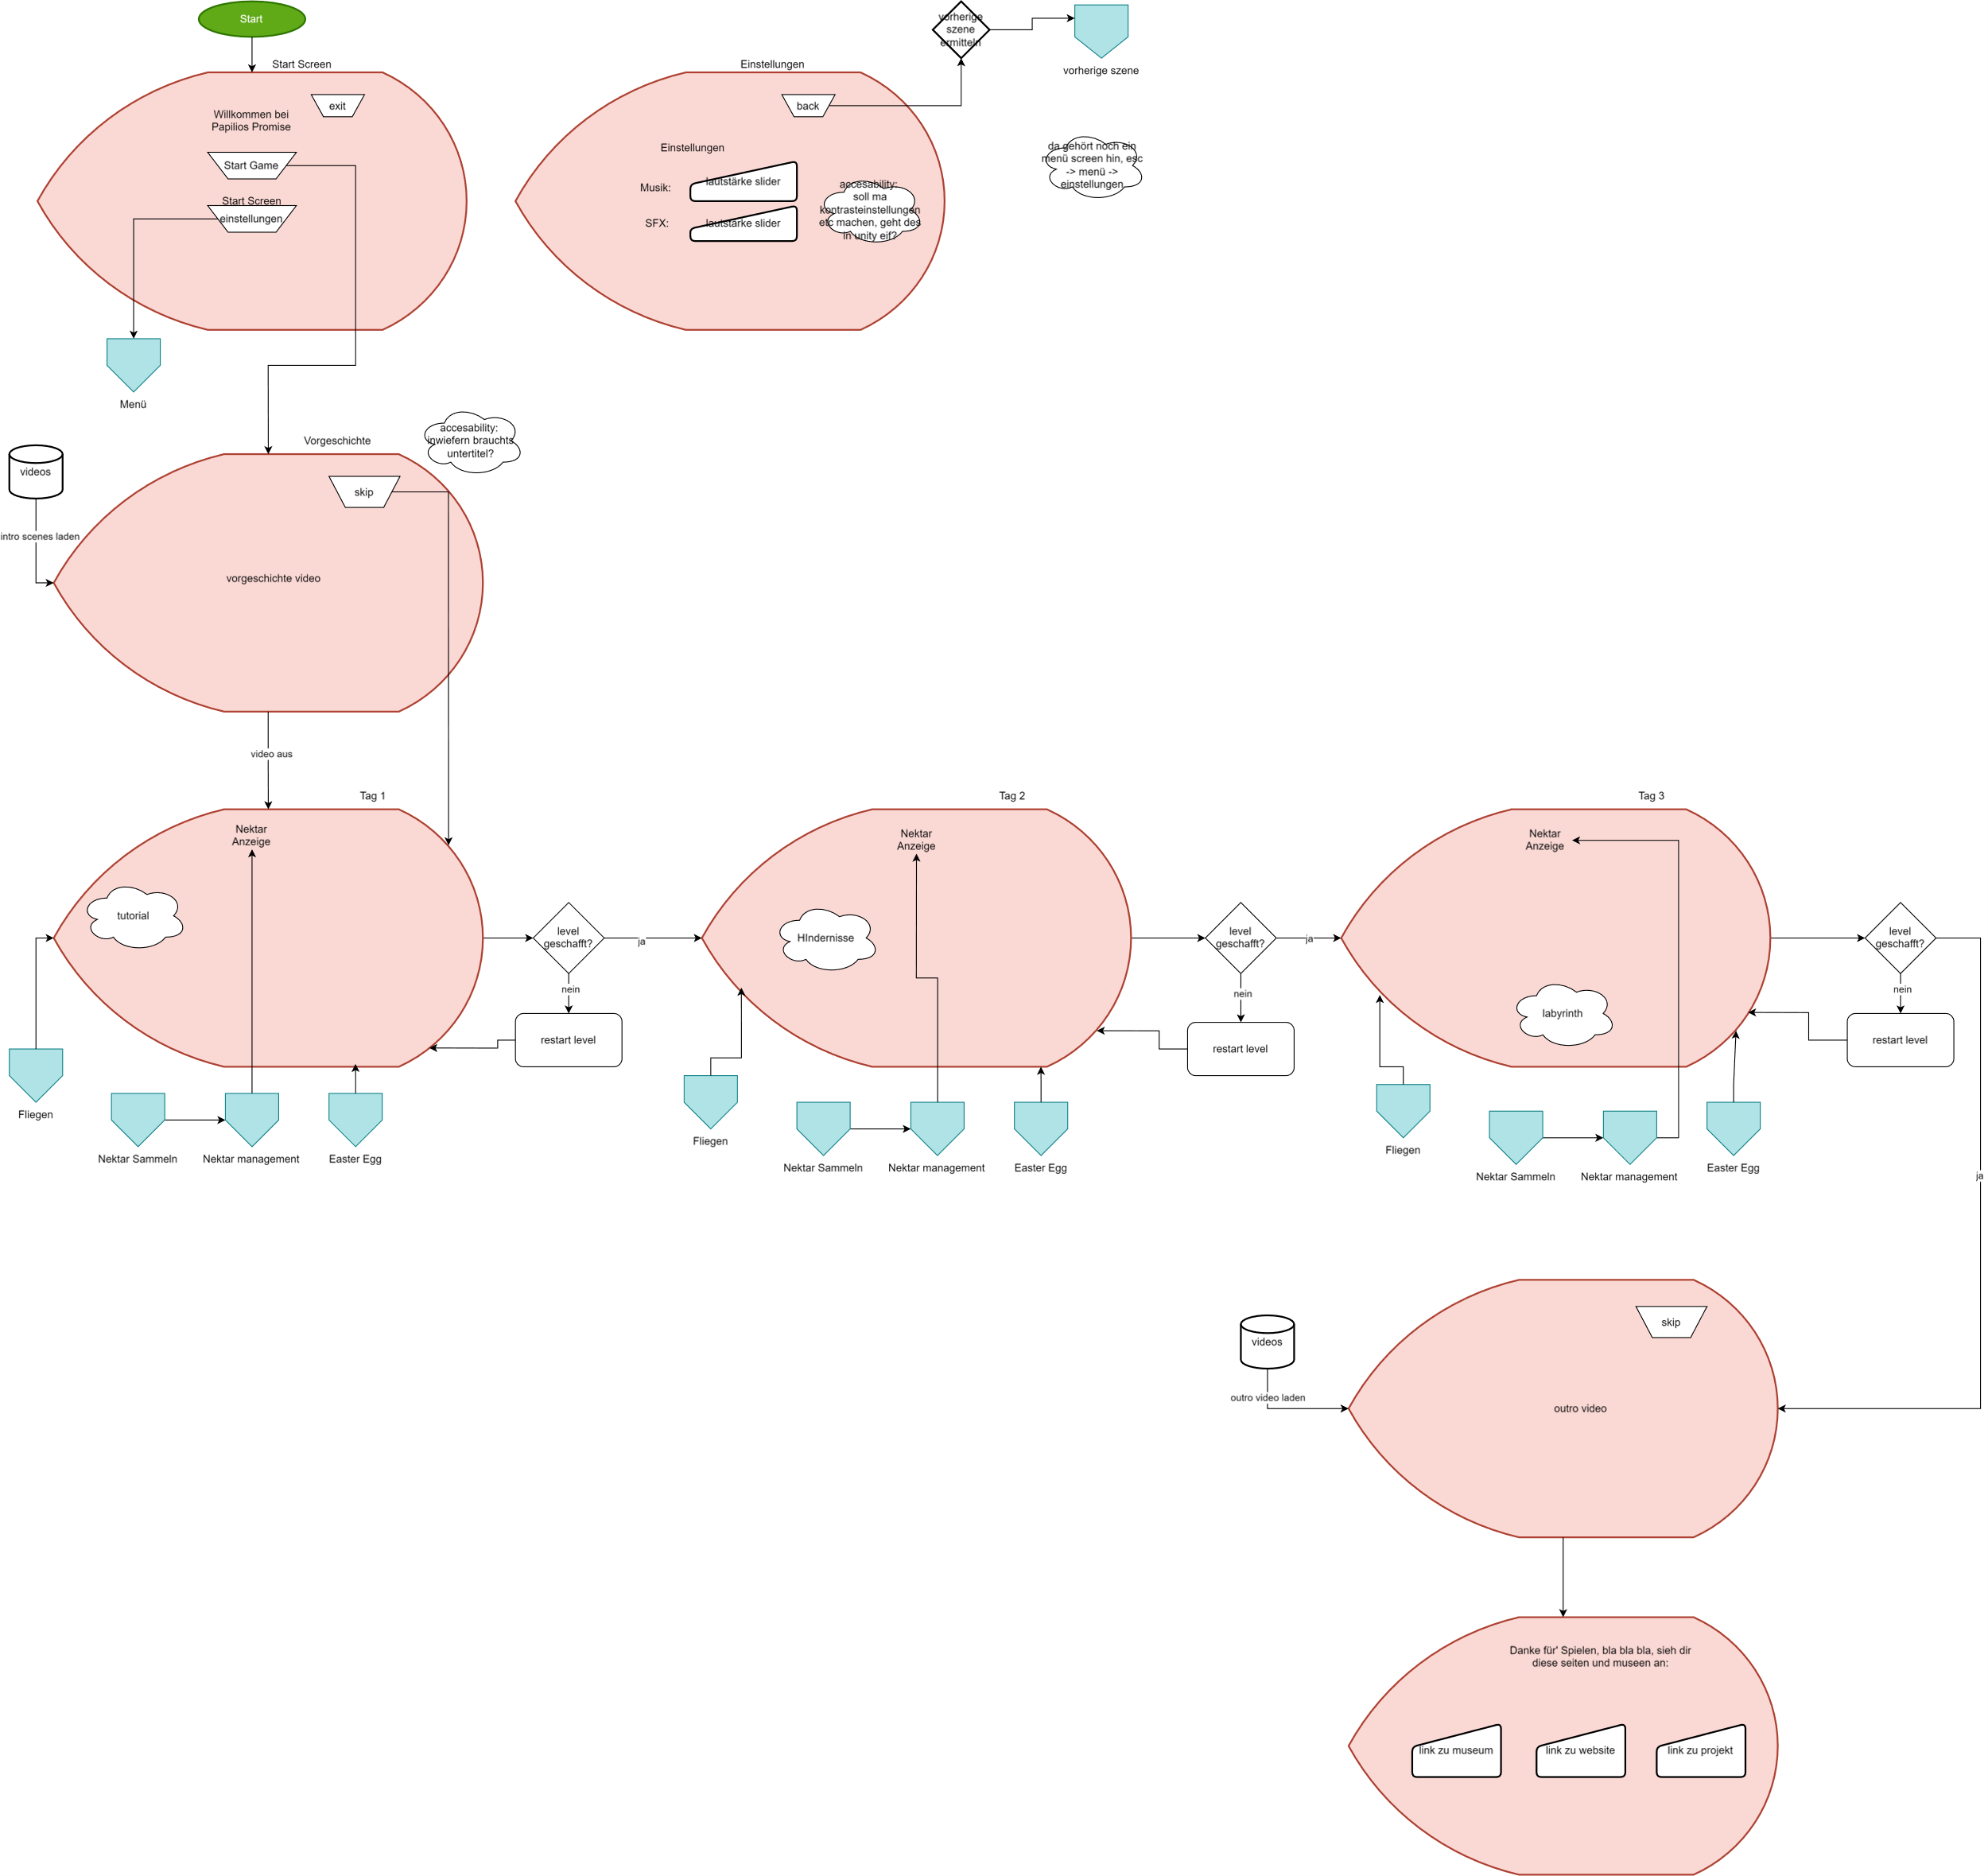 Start
Start Screen
Willkommen bei
Papilios Promise
exit
Start Game
Start Screen
einstellungen
Menü
Einstellungen
back
Einstellungen
Musik:
lautstärke slider
SFX:
lautstärke slider
accesability:
soll ma
kontrasteinstellungen
etc machen, geht des
in unity eif?
vorherige
szene
ermitteln
vorherige szene
da gehört noch ein
menü screen hin, esc
-> menü ->
einstellungen
Vorgeschichte
accesability:
inwiefern brauchts
untertitel?
videos
skip
intro scenes laden
vorgeschichte video
video aus
Tag 1
Nektar
Anzeige
tutorial
level
geschafft?
ja
nein
restart level
Fliegen
Nektar Sammeln
Nektar management
Easter Egg
Tag 2
Nektar
Anzeige
HIndernisse
level
geschafft?
ja
nein
restart level
Fliegen
Nektar Sammeln
Nektar management
Easter Egg
Tag 3
Nektar
Anzeige
labyrinth
level
geschafft?
nein
restart level
ja
Fliegen
Nektar Sammeln
Nektar management
Easter Egg
videos
skip
outro video laden
outro video
Danke für' Spielen, bla bla bla, sieh dir
diese seiten und museen an:
link zu museum
link zu website
link zu projekt